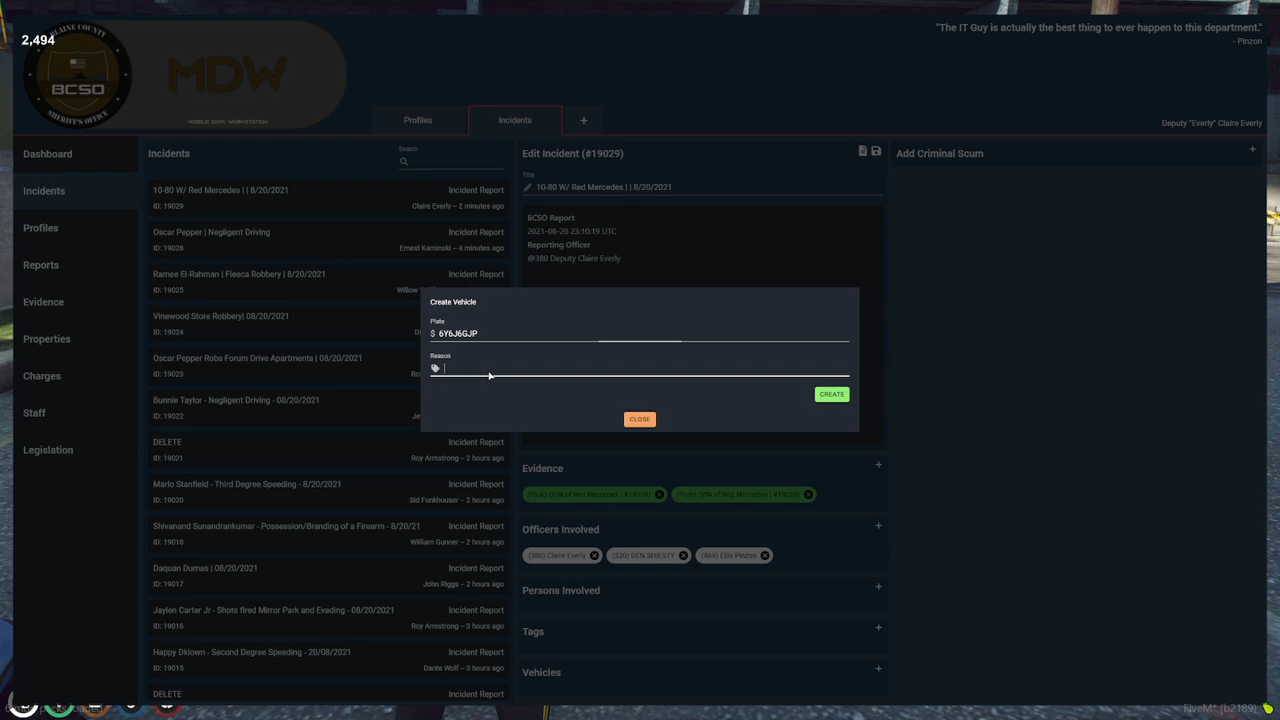 2,494
BLAINE COUNTY
BCSO
SHERIFF'S OFFICE
MDW
MOBILE DATA WORKSTATION
"The IT Guy is actually the best thing to ever happen to this department."
- Pinzon
Profiles
Incidents
+
Deputy "Everly" Claire Everly
Dashboard
Incidents
Profiles
Reports
Evidence
Properties
Charges
Staff
Legislation
Incidents
Search
10-80 W/ Red Mercedes | | 8/20/2021 Incident Report
ID: 19029 Claire Everly – 2 minutes ago
Oscar Pepper | Negligent Driving Incident Report
ID: 19028 Ernest Kaminski – 4 minutes ago
Ramee El-Rahman | Fleeca Robbery | 8/20/2021 Incident Report
ID: 19025
Vinewood Store Robbery| 08/20/2021
ID: 19024
Oscar Pepper Robs Forum Drive Apartments | 08/20/2021
ID: 19023
Bunnie Taylor - Negligent Driving - 08/20/2021
ID: 19022
DELETE Incident Report
ID: 19021 Roy Armstrong – 2 hours ago
Marlo Stanfield - Third Degree Speeding - 8/20/2021 Incident Report
ID: 19020 Sid Funkhouser – 2 hours ago
Shivanand Sunandrankumar - Possession/Branding of a Firearm - 8/20/21 Incident Report
ID: 19018 William Gunner – 2 hours ago
Daquan Dumas | 08/20/2021 Incident Report
ID: 19017 John Riggs – 2 hours ago
Jaylen Carter Jr - Shots fired Mirror Park and Evading - 08/20/2021 Incident Report
ID: 19016 Roy Armstrong – 3 hours ago
Happy Dklown - Second Degree Speeding - 20/08/2021 Incident Report
ID: 19015 Dante Wolf – 3 hours ago
DELETE Incident Report
Edit Incident (#19029)
Title
10-80 W/ Red Mercedes | | 8/20/2021
BCSO Report
2021-08-20 23:10:19 UTC
Reporting Officer
@380 Deputy Claire Everly
Create Vehicle
Plate
$ 6Y6J6GJP
Reason
CREATE
CLOSE
Evidence +
Photo (VIN of Red Mercedes | #19029) Photo (VIN of Red Mercedes | #19029)
Officers Involved +
(380) Claire Everly (520) DEN SHIESTY (469) Ellis Pinzon
Persons Involved +
Tags +
Vehicles +
Add Criminal Scum +
FiveM* (b2189)